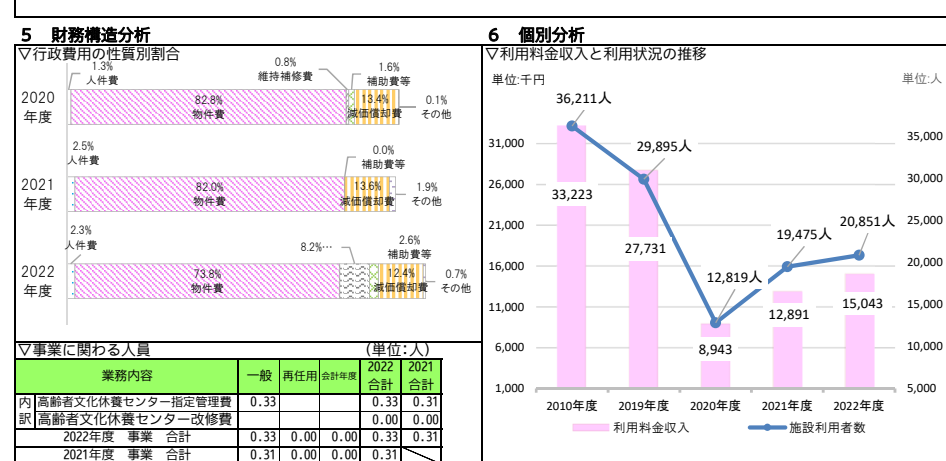 5 財務構造分析
▽行政費用の性質別割合
1.3%
人件費
0.8%
維持補修費
1.6%
補助費等
2020
年度
82.8%
物件費
13.4%
減価償却費
0.1%
その他
2.5%
人件費
0.0%
補助費等
2021
年度
82.0%
物件費
13.6%
減価償却費
1.9%
その他
2.3%
人件費
8.2%…
2.6%
補助費等
2022
年度
73.8%
物件費
12.4%
減価償却費
0.7%
その他
▽事業に関わる人員 (単位:人)
業務内容 一般 再任用 会計年度 2022合計 2021合計
内訳 高齢者文化休養センター指定管理費 0.33 0.33 0.31
高齢者文化休養センター改修費 0.00 0.00
2022年度 事業 合計 0.33 0.00 0.00 0.33 0.31
2021年度 事業 合計 0.31 0.00 0.00 0.31
6 個別分析
▽利用料金収入と利用状況の推移
単位:千円 単位:人
36,211人
29,895人
12,819人
19,475人
20,851人
33,223
27,731
8,943
12,891
15,043
31,000
26,000
21,000
16,000
11,000
6,000
1,000
35,000
30,000
25,000
20,000
15,000
10,000
5,000
2010年度 2019年度 2020年度 2021年度 2022年度
利用料金収入 施設利用者数